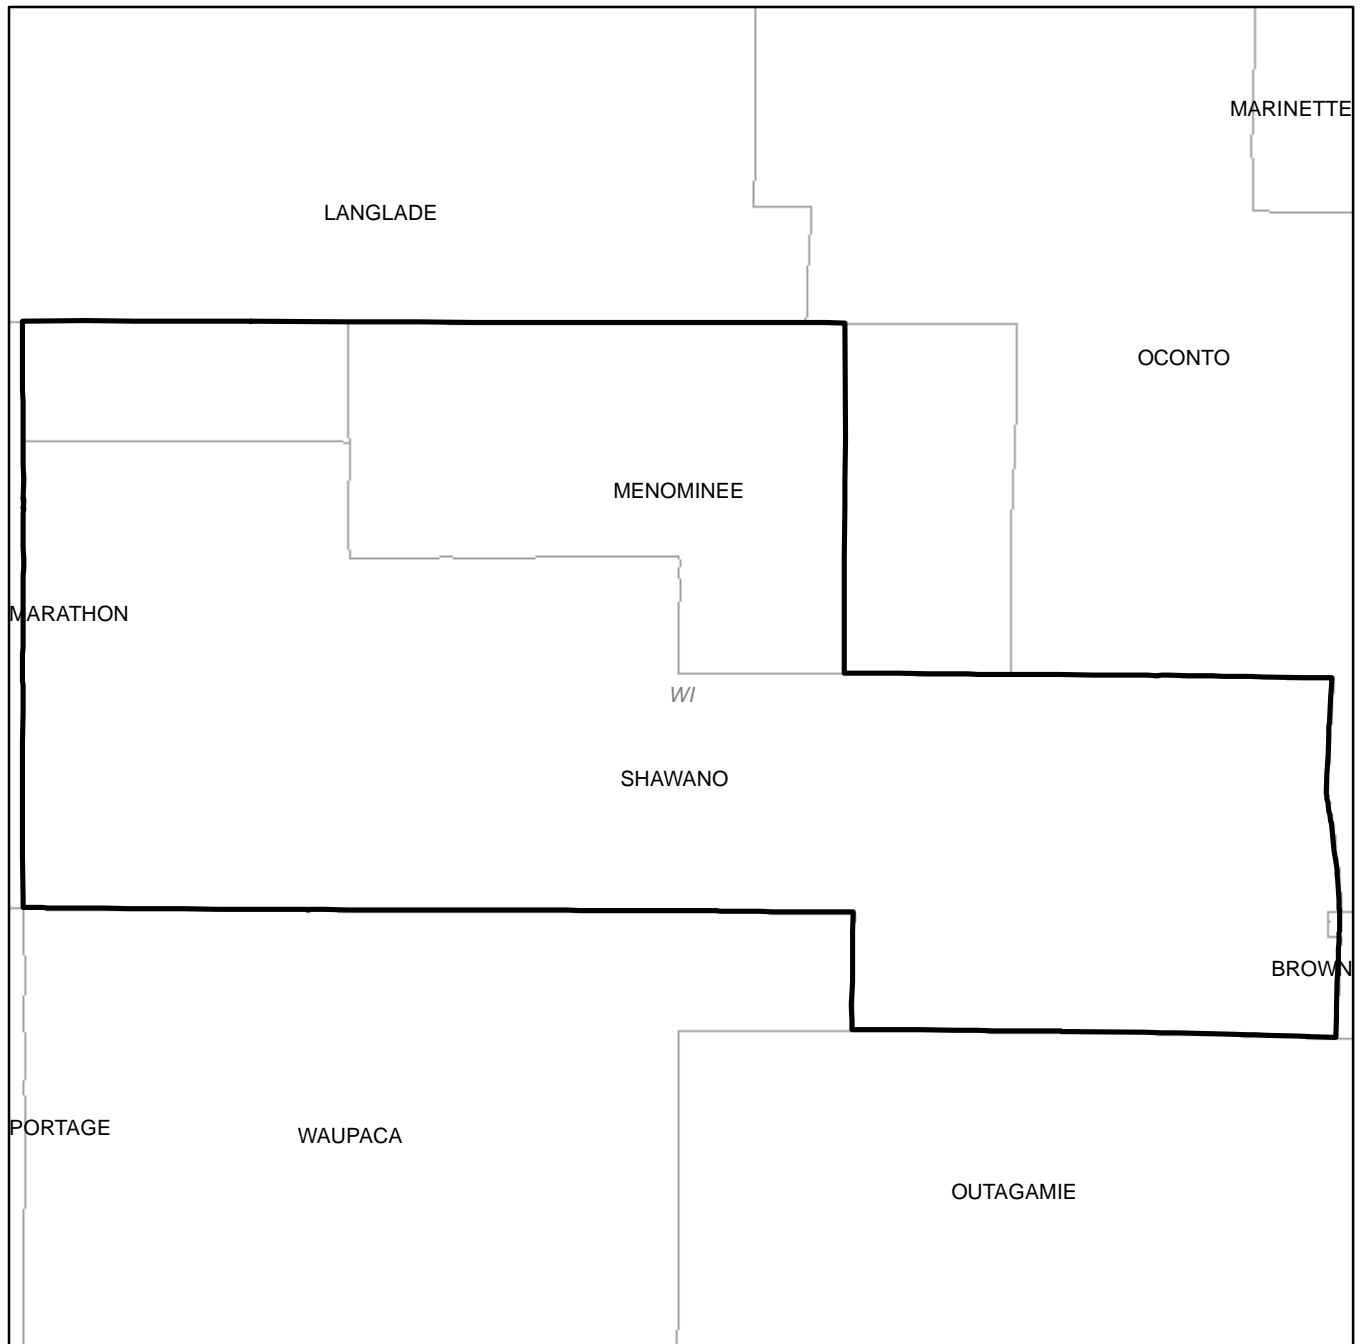 MARINETTE
LANGLADE
OCONTO
MENOMINEE
MARATHON
WI
SHAWANO
BROWN
PORTAGE
WAUPACA
OUTAGAMIE